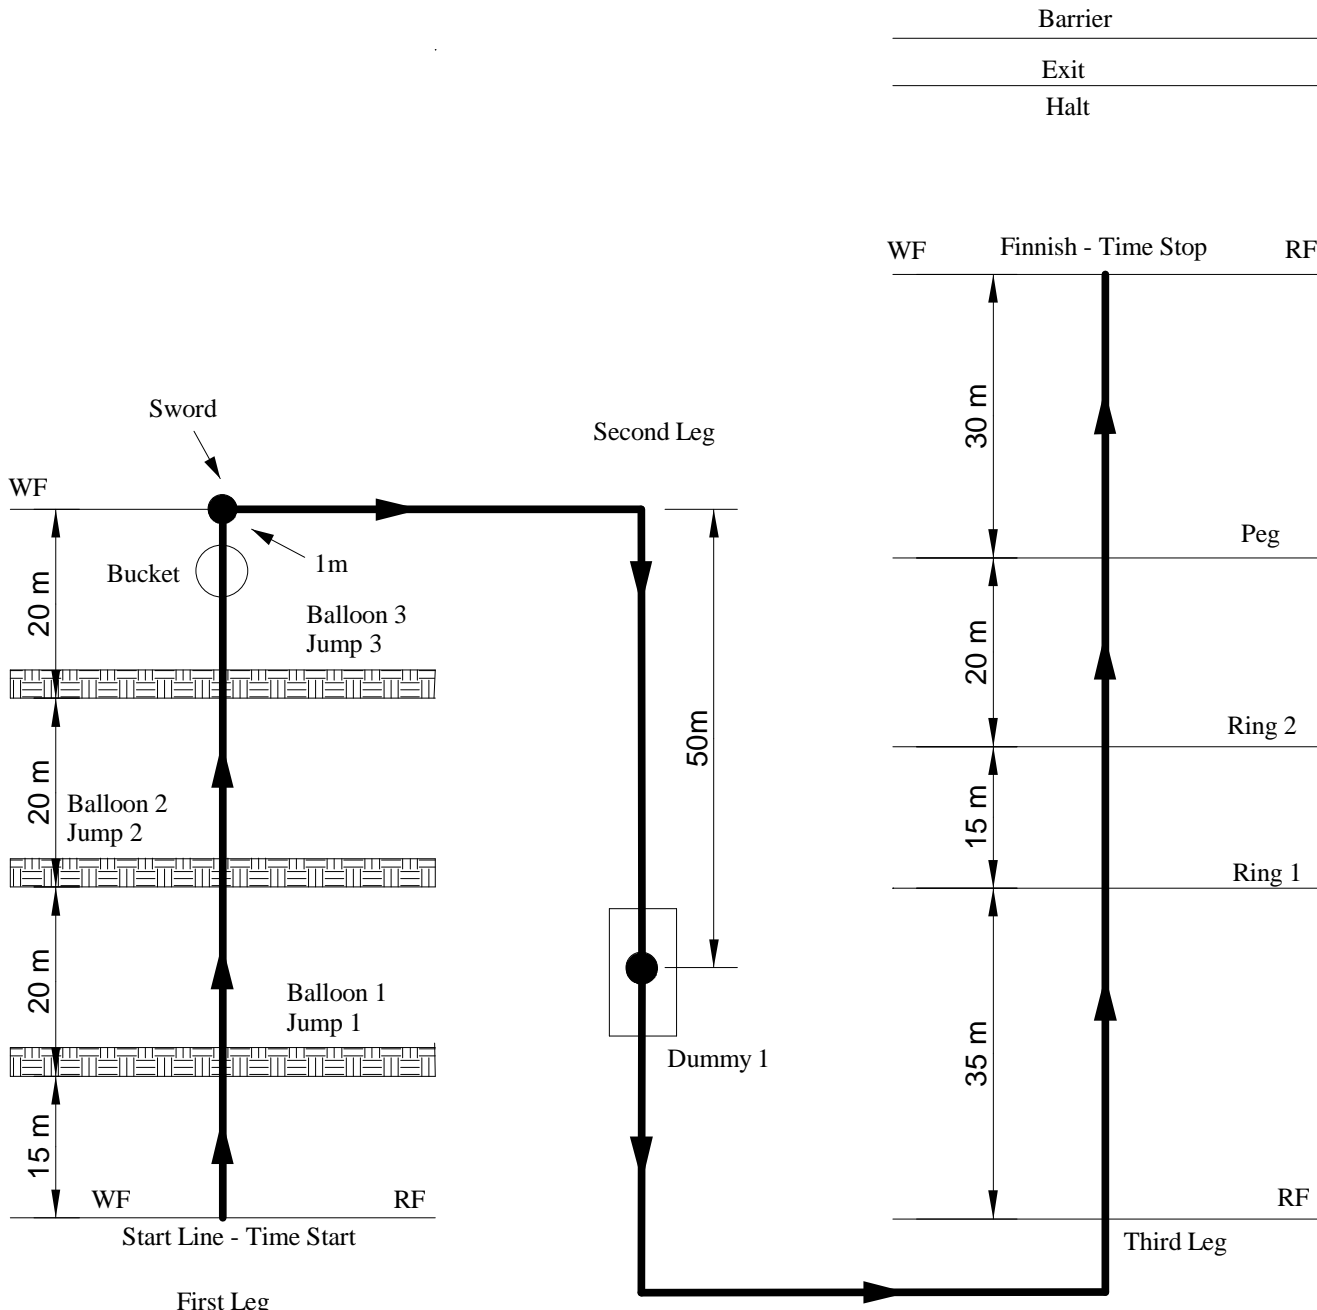 Barrier
Exit
Halt
WF
Finnish - Time Stop
RF
30 m
Peg
20 m
Ring 2
15 m
Ring 1
35 m
RF
Third Leg
Sword
Second Leg
WF
1m
Bucket
20 m
Balloon 3
Jump 3
50m
20 m
Balloon 2
Jump 2
20 m
Balloon 1
Jump 1
Dummy 1
15 m
WF
RF
Start Line - Time Start
First Leg